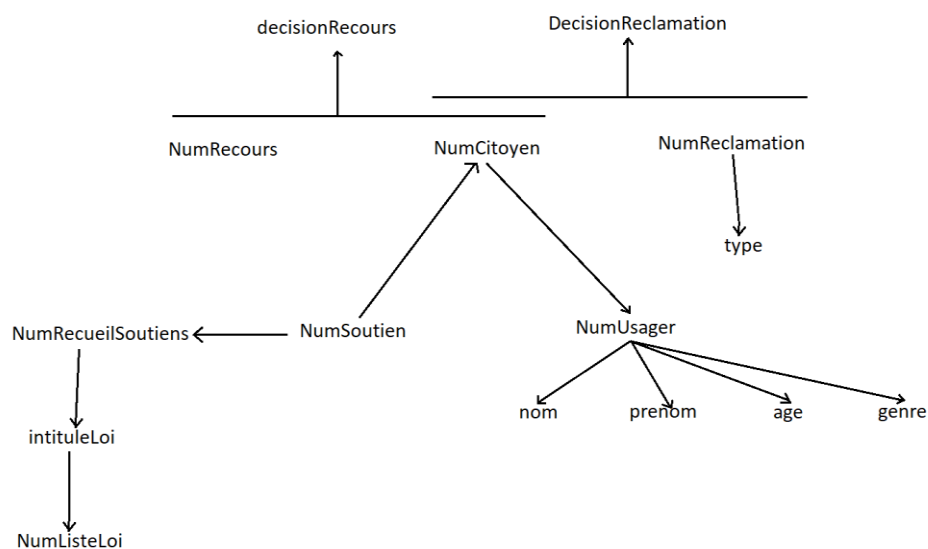 decisionRecours
DecisionReclamation
NumRecours
NumCitoyen
NumReclamation
type
NumRecueilSoutiens
NumSoutien
NumUsager
nom
prenom
age
genre
intituleLoi
NumListeLoi